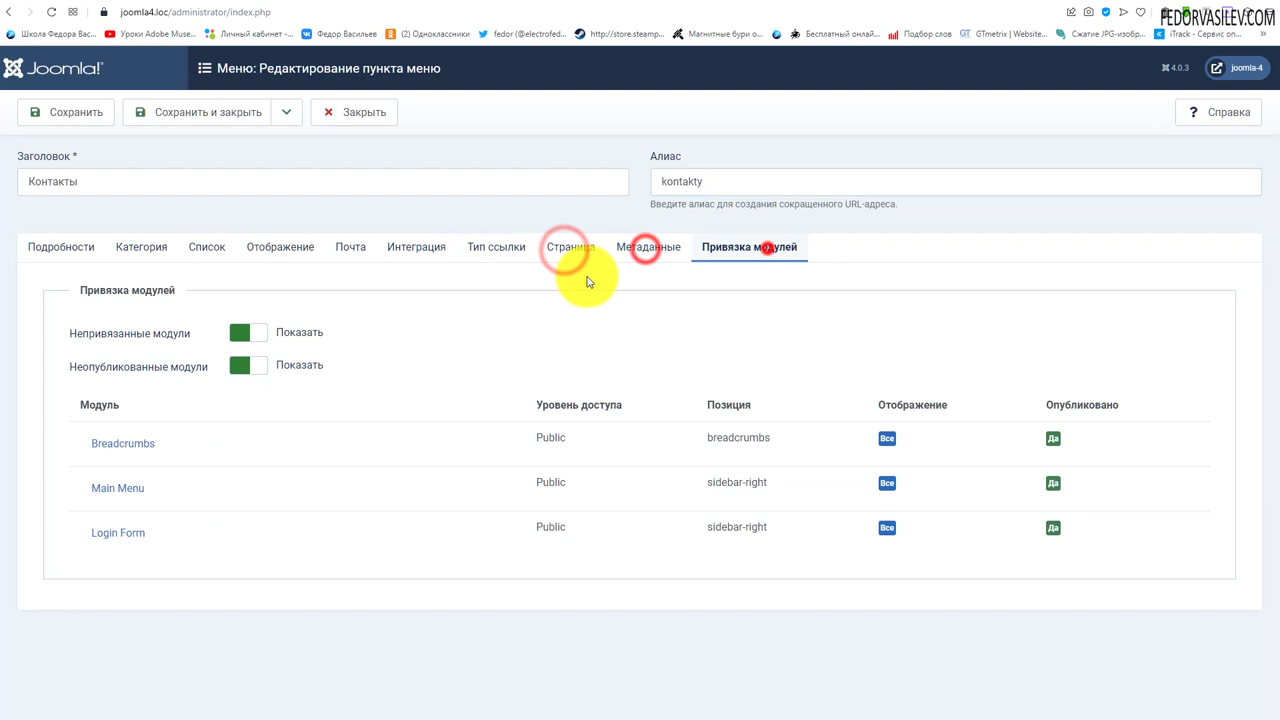 joomla4.loc/administrator/index.php
FEDORVASILEV.COM
Школа Федора Вас...
Уроки Adobe Muse...
Личный кабинет -...
Федор Васильев
(2) Одноклассники
fedor (@electrofed...
http://store.steamp...
Магнитные бури о...
Бесплатный онлай...
Подбор слов
GTmetrix | Website...
Сжатие JPG-изобр...
iTrack - Сервис оп...
Joomla!
Меню: Редактирование пункта меню
4.0.3
joomla-4
Сохранить
Сохранить и закрыть
Закрыть
? Справка
Заголовок *
Алиас
Контакты
kontakty
Введите алиас для создания сокращенного URL-адреса.
Подробности Категория Список Отображение Почта Интеграция Тип ссылки Страница Метаданные Привязка модулей
Привязка модулей
Непривязанные модули Показать
Неопубликованные модули Показать
Модуль Уровень доступа Позиция Отображение Опубликовано
Breadcrumbs Public breadcrumbs Все Да
Main Menu Public sidebar-right Все Да
Login Form Public sidebar-right Все Да